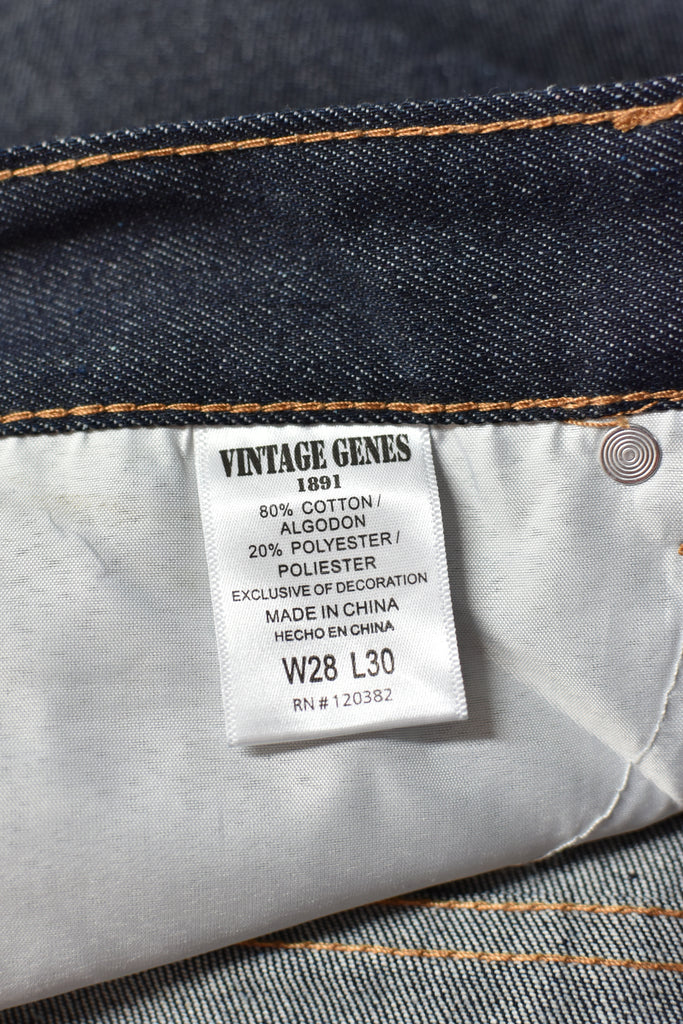 VINTAGE GENES
1891
80% COTTON /
ALGODON
20% POLYESTER /
POLIESTER
EXCLUSIVE OF DECORATION
MADE IN CHINA
HECHO EN CHINA
W28 L30
RN # 120382